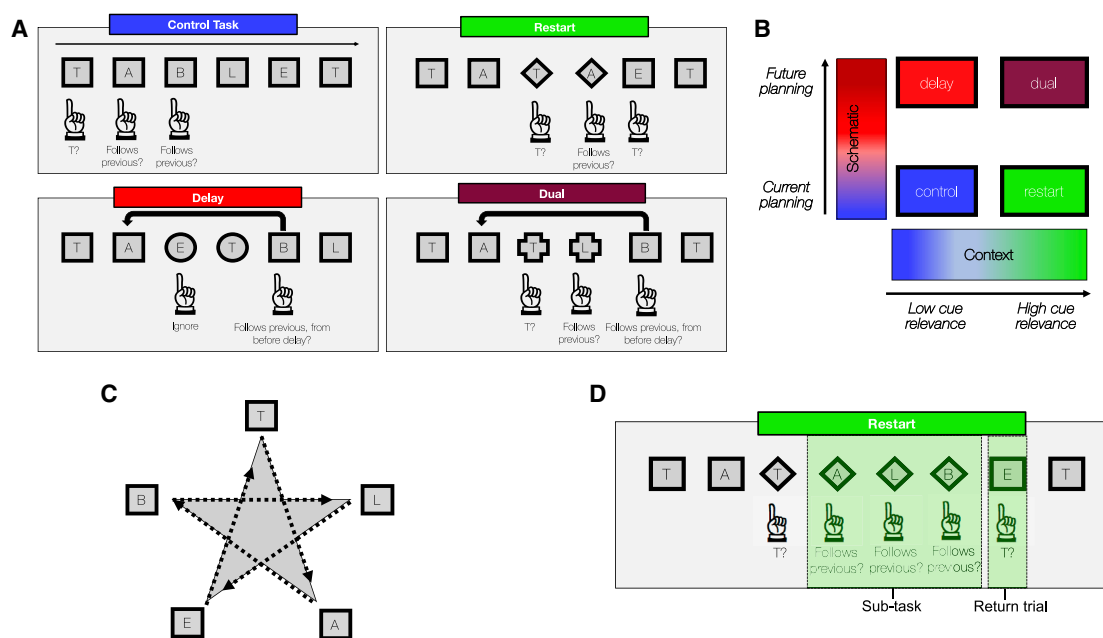 A
Control Task
T A B L E T
T?
Follows previous?
Follows previous?
Restart
T A T A E T
T?
Follows previous?
T?
Delay
T A E T B L
Ignore
Follows previous, from before delay?
Dual
T A T L B T
T?
Follows previous?
Follows previous, from before delay?
B
Future planning
Current planning
Schematic
delay
dual
control
restart
Context
Low cue relevance
High cue relevance
C
T
B
L
E
A
D
Restart
T A T A L B E T
T?
Follows previous?
Follows previous?
Follows previous?
T?
Sub-task
Return trial